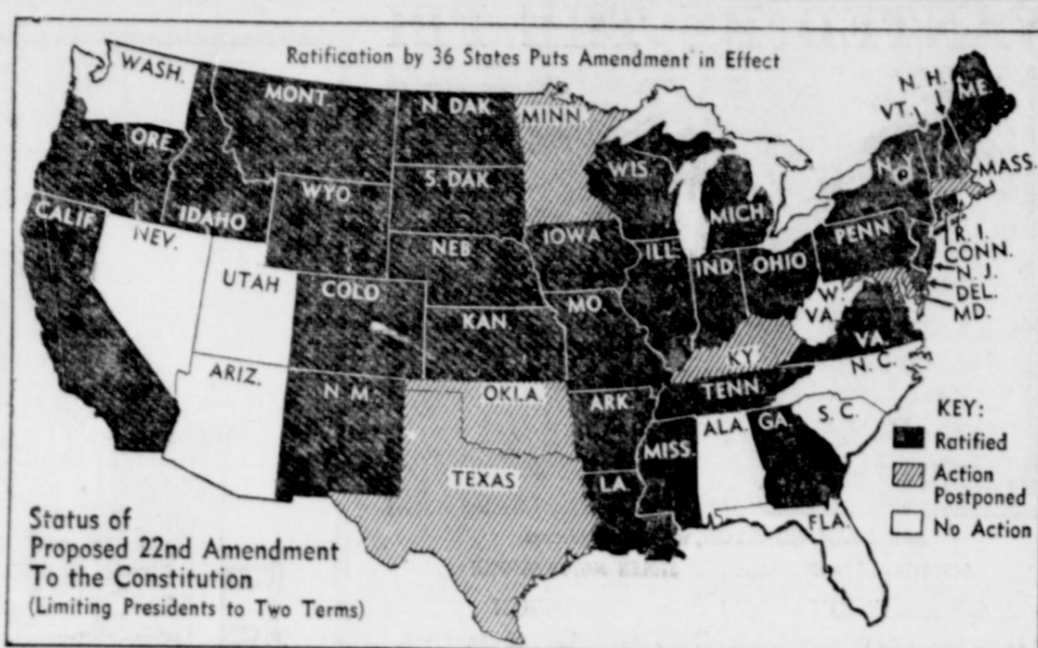 Ratification by 36 States Puts Amendment in Effect
WASH.
MONT.
N. DAK.
MINN.
N. H.
ME.
VT.
ORE.
IDAHO
WYO.
S. DAK.
WIS.
MICH.
N. Y.
MASS.
CALIF.
NEV.
UTAH
COLO.
NEB.
IOWA
ILL.
IND.
OHIO
PENN.
R. I.
CONN.
N. J.
DEL.
MD.
W.
VA.
KAN.
MO.
KY.
VA.
N. C.
ARIZ.
N. M.
OKLA.
ARK.
TENN.
S. C.
TEXAS
LA.
MISS.
ALA.
GA.
FLA.
KEY:
Ratified
Action
Postponed
No Action
Status of
Proposed 22nd Amendment
To the Constitution
(Limiting Presidents to Two Terms)